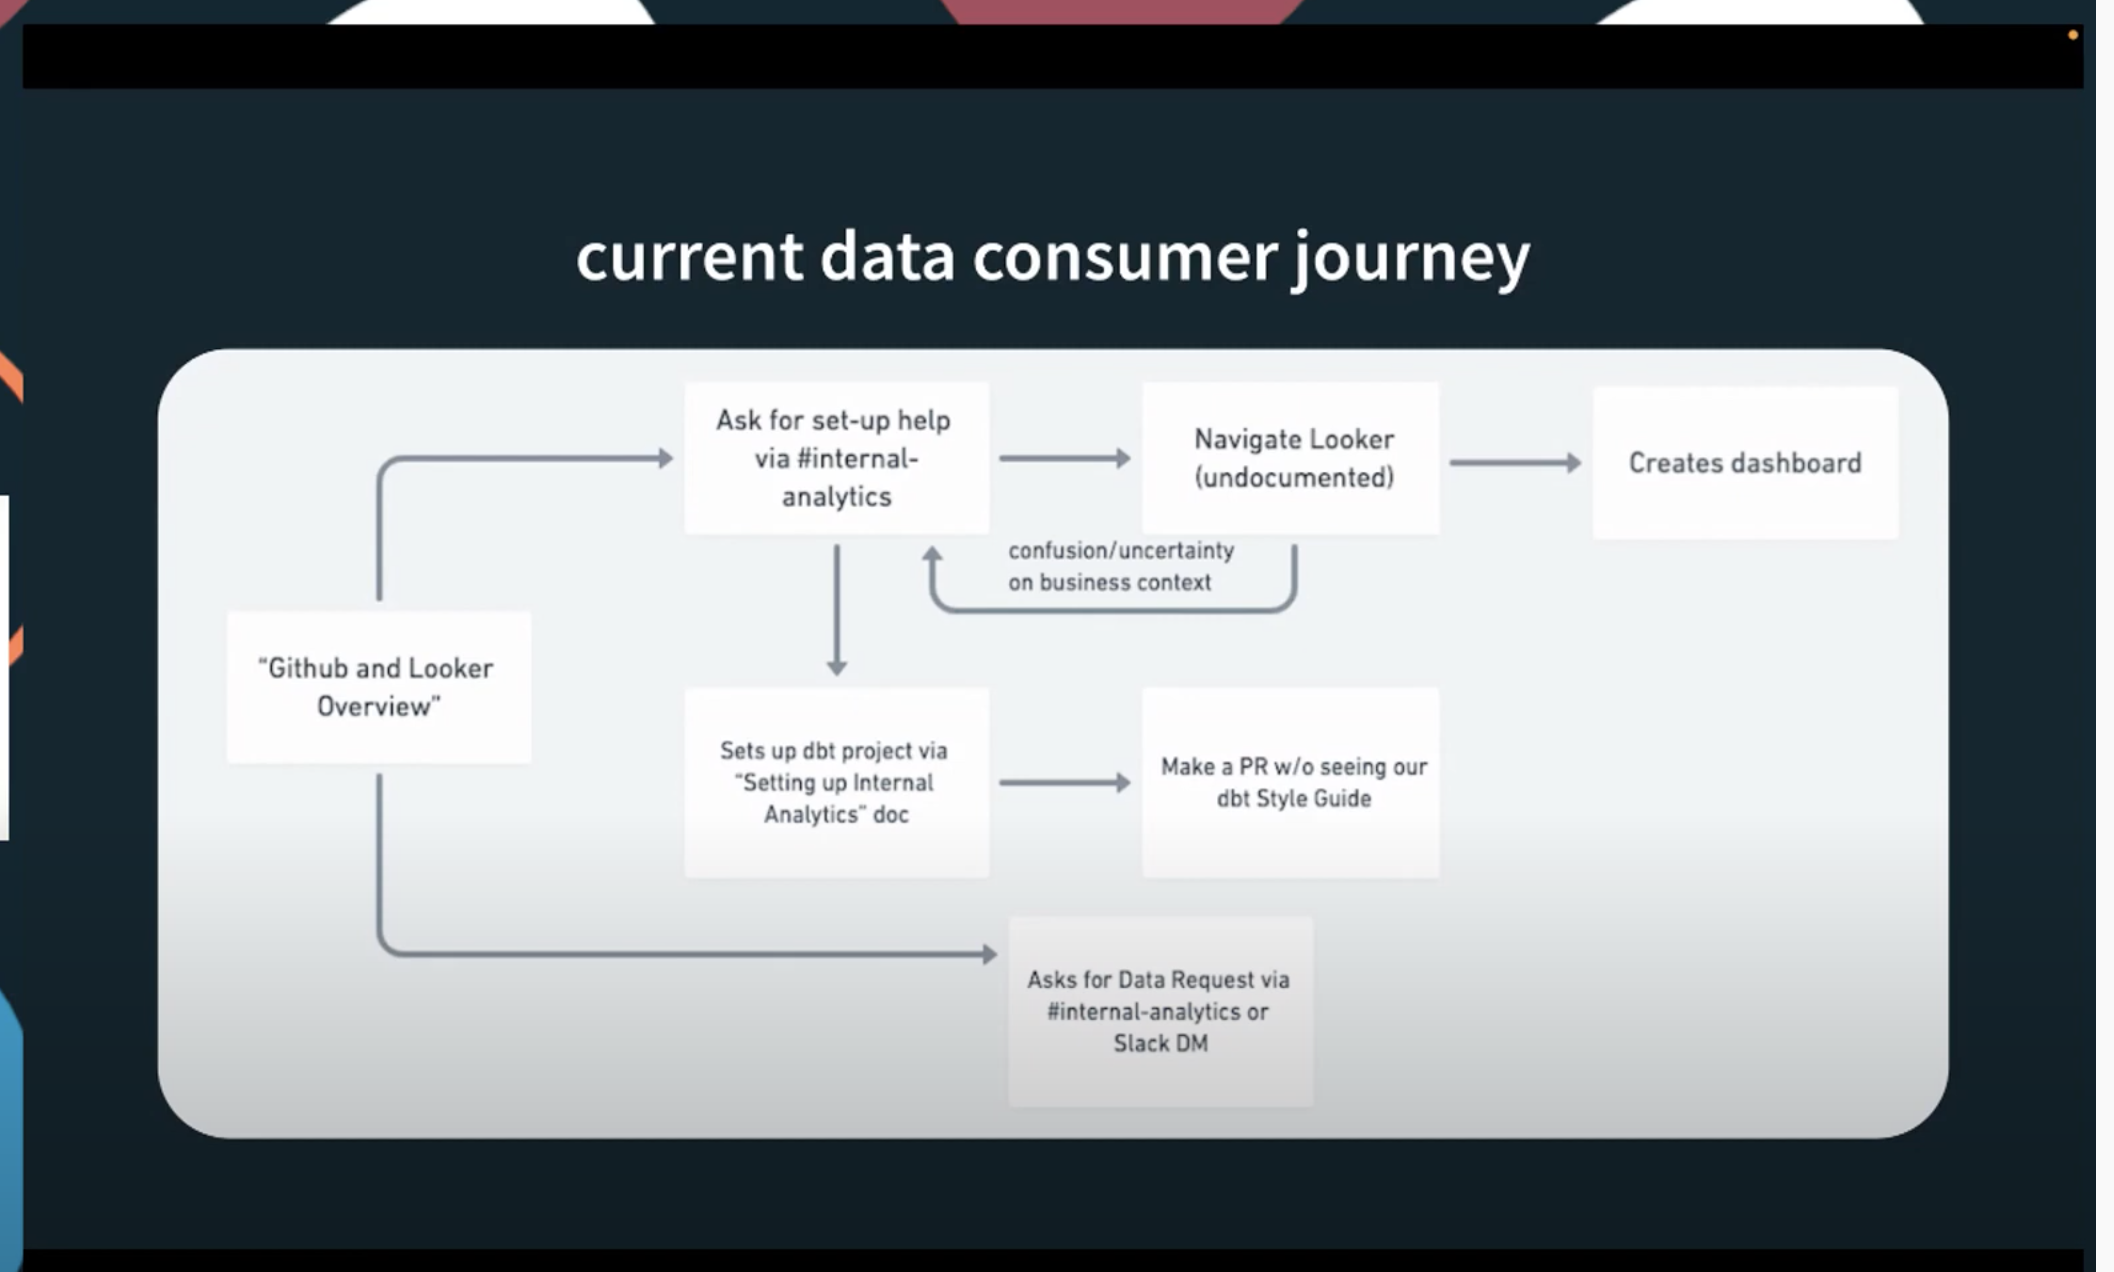 current data consumer journey
Ask for set-up help
via #internal-
analytics
Navigate Looker
(undocumented)
Creates dashboard
confusion/uncertainty
on business context
“Github and Looker
Overview”
Sets up dbt project via
“Setting up Internal
Analytics” doc
Make a PR w/o seeing our
dbt Style Guide
Asks for Data Request via
#internal-analytics or
Slack DM